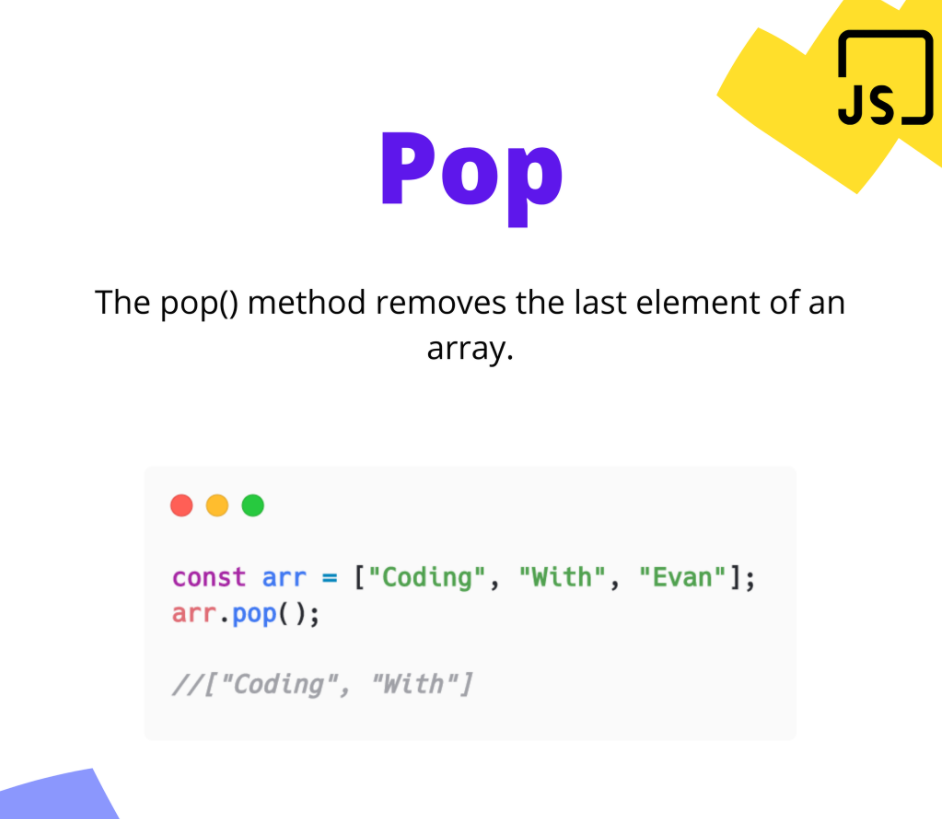 JS
Pop
The pop() method removes the last element of an
array.
const arr = ["Coding", "With", "Evan"];
arr.pop();
//["Coding", "With"]